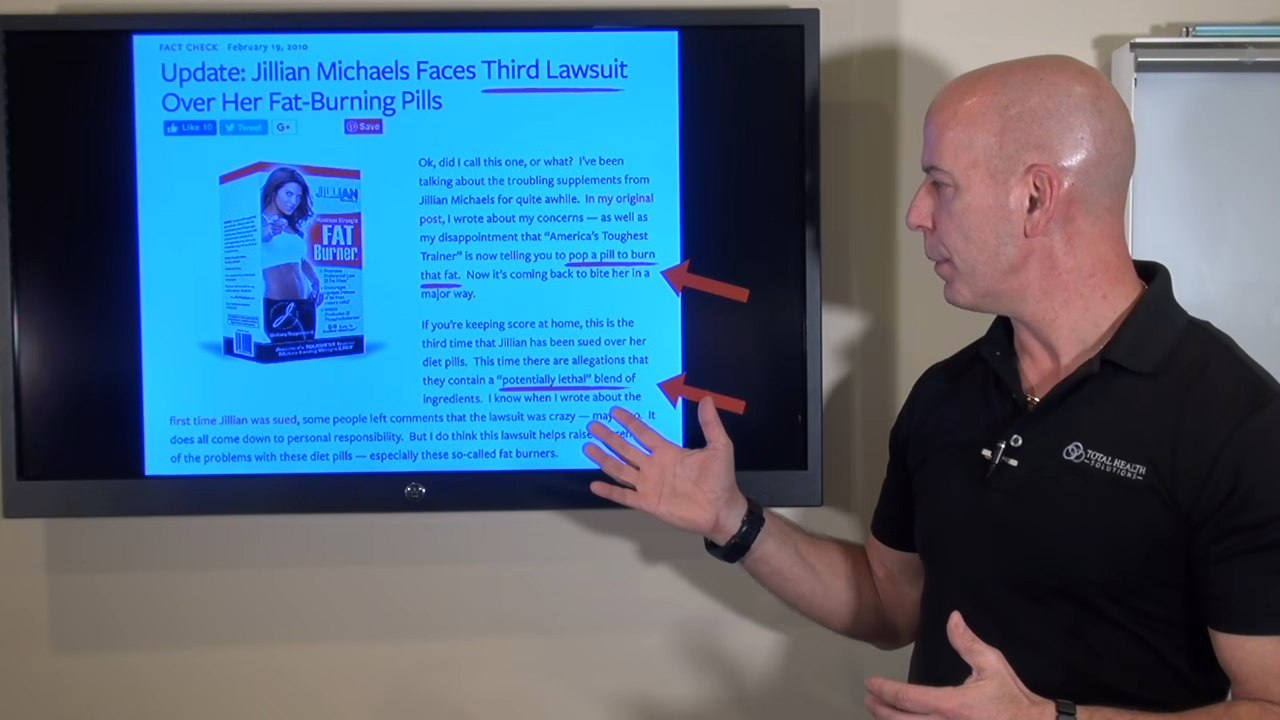 FACT CHECK February 19, 2010
Update: Jillian Michaels Faces Third Lawsuit
Over Her Fat-Burning Pills
Like 10 Tweet G+ Save
Ok, did I call this one, or what? I've been
talking about the troubling supplements from
Jillian Michaels for quite awhile. In my original
post, I wrote about my concerns — as well as
my disappointment that "America's Toughest
Trainer" is now telling you to pop a pill to burn
that fat. Now it's coming back to bite her in a
major way.
If you're keeping score at home, this is the
third time that Jillian has been sued over her
diet pills. This time there are allegations that
they contain a "potentially lethal" blend of
ingredients. I know when I wrote about the
first time Jillian was sued, some people left comments that the lawsuit was crazy — It
does all come down to personal responsibility. But I do think this lawsuit helps raise
of the problems with these diet pills — especially these so-called fat burners.
JILLIAN
Maximum Strength
FAT
Burner
TOTAL HEALTH
SOLUTIONS